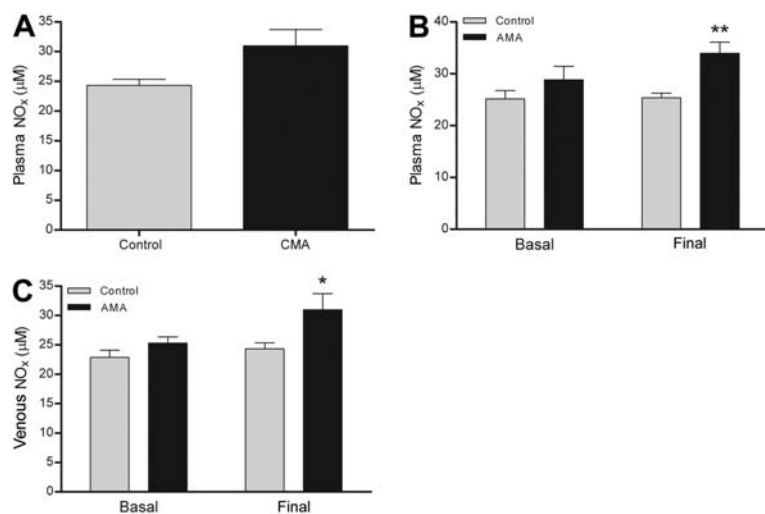 A
Plasma NOx (µM)
35
30
25
20
15
10
5
0
Control
CMA
B
Control
AMA
**
Plasma NOx (µM)
40
30
0
Basal
Final
C
Control
AMA
*
Venous NOx (µM)
35
30
25
20
15
10
5
0
Basal
Final